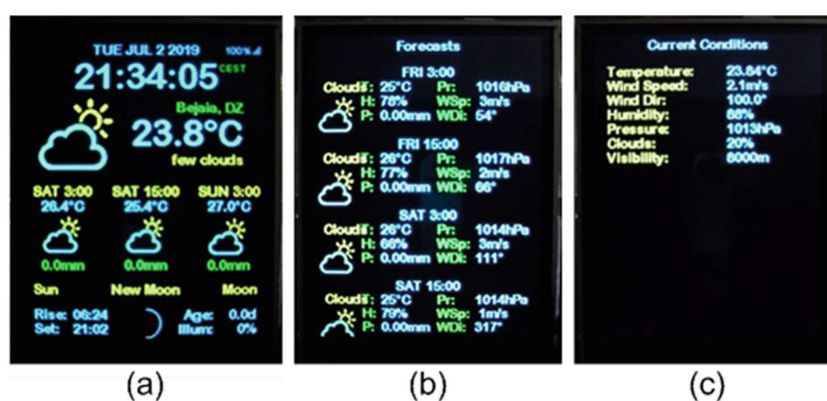 TUE JUL 2 2019 100%
21:34:05 CEST
Bejaia, DZ
23.8°C
few clouds
SAT 3:00 SAT 15:00 SUN 3:00
26.4°C 25.4°C 27.0°C
0.0mm 0.0mm 0.0mm
Sun New Moon Moon
Rise: 06:24 Age: 0.0d
Set: 21:02 Illum: 0%
(a)
Forecasts
FRI 3:00
Clouds T: 25°C Pr: 1016hPa
H: 76% WSp: 3m/s
P: 0.00mm WDi: 54°
FRI 15:00
Clouds T: 26°C Pr: 1017hPa
H: 77% WSp: 2m/s
P: 0.00mm WDi: 66°
SAT 3:00
Clouds T: 26°C Pr: 1014hPa
H: 66% WSp: 3m/s
P: 0.00mm WDi: 111°
SAT 15:00
Clouds T: 25°C Pr: 1014hPa
H: 79% WSp: 1m/s
P: 0.00mm WDi: 317°
(b)
Current Conditions
Temperature: 23.84°C
Wind Speed: 2.1m/s
Wind Dir: 100.0°
Humidity: 88%
Pressure: 1013hPa
Clouds: 20%
Visibility: 8000m
(c)